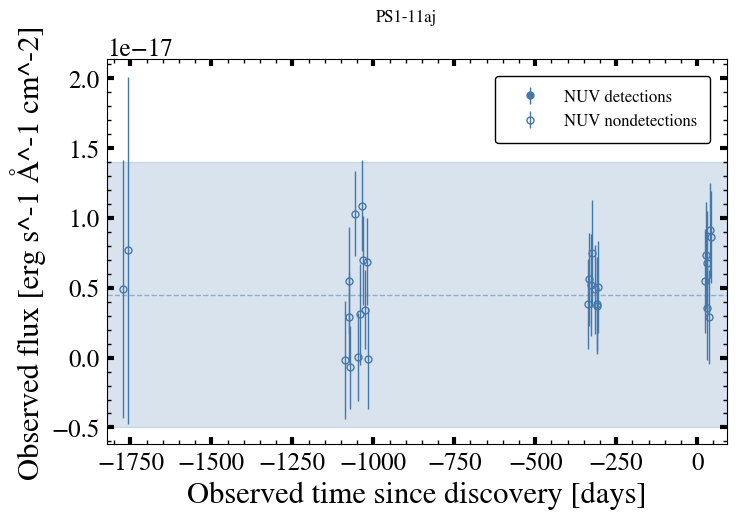 PS1-11aj
1e−17
Observed flux [erg s^-1 Å^-1 cm^-2]
2.0
1.5
1.0
0.5
0.0
−0.5
NUV detections
NUV nondetections
−1750 −1500 −1250 −1000 −750 −500 −250 0
Observed time since discovery [days]